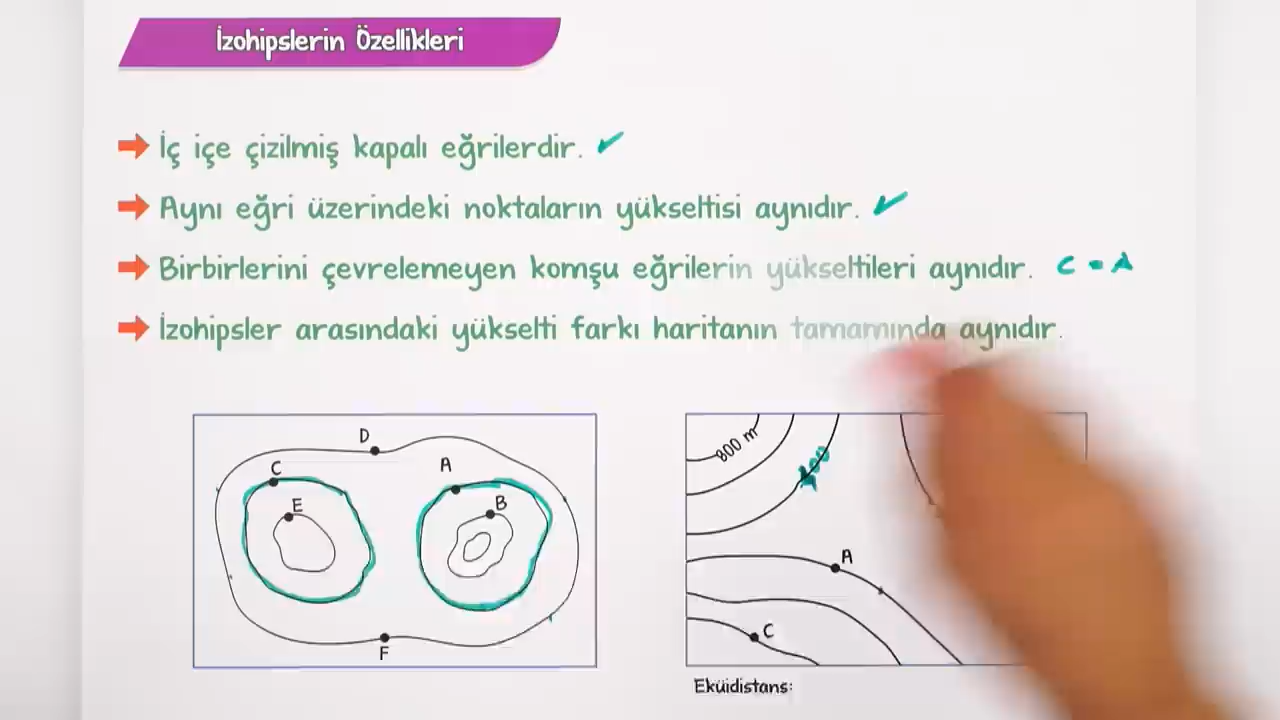 İzohipslerin Özellikleri
İç içe çizilmiş kapalı eğrilerdir.
Aynı eğri üzerindeki noktaların yükseltisi aynıdır.
Birbirlerini çevrelemeyen komşu eğrilerin yükseltileri aynıdır. C = A
İzohipsler arasındaki yükselti farkı haritanın tamamında aynıdır.
D
C
A
E
B
F
800 m
A
C
Eküidistans: